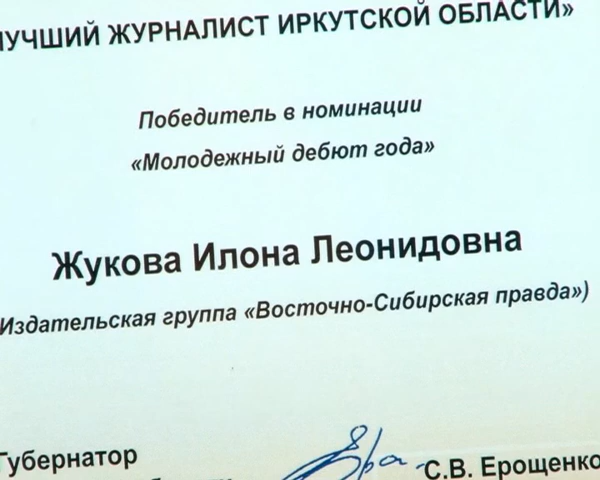 ЛУЧШИЙ ЖУРНАЛИСТ ИРКУТСКОЙ ОБЛАСТИ»
Победитель в номинации
«Молодежный дебют года»
Жукова Илона Леонидовна
Издательская группа «Восточно-Сибирская правда»)
Губернатор
С.В. Ерощенко